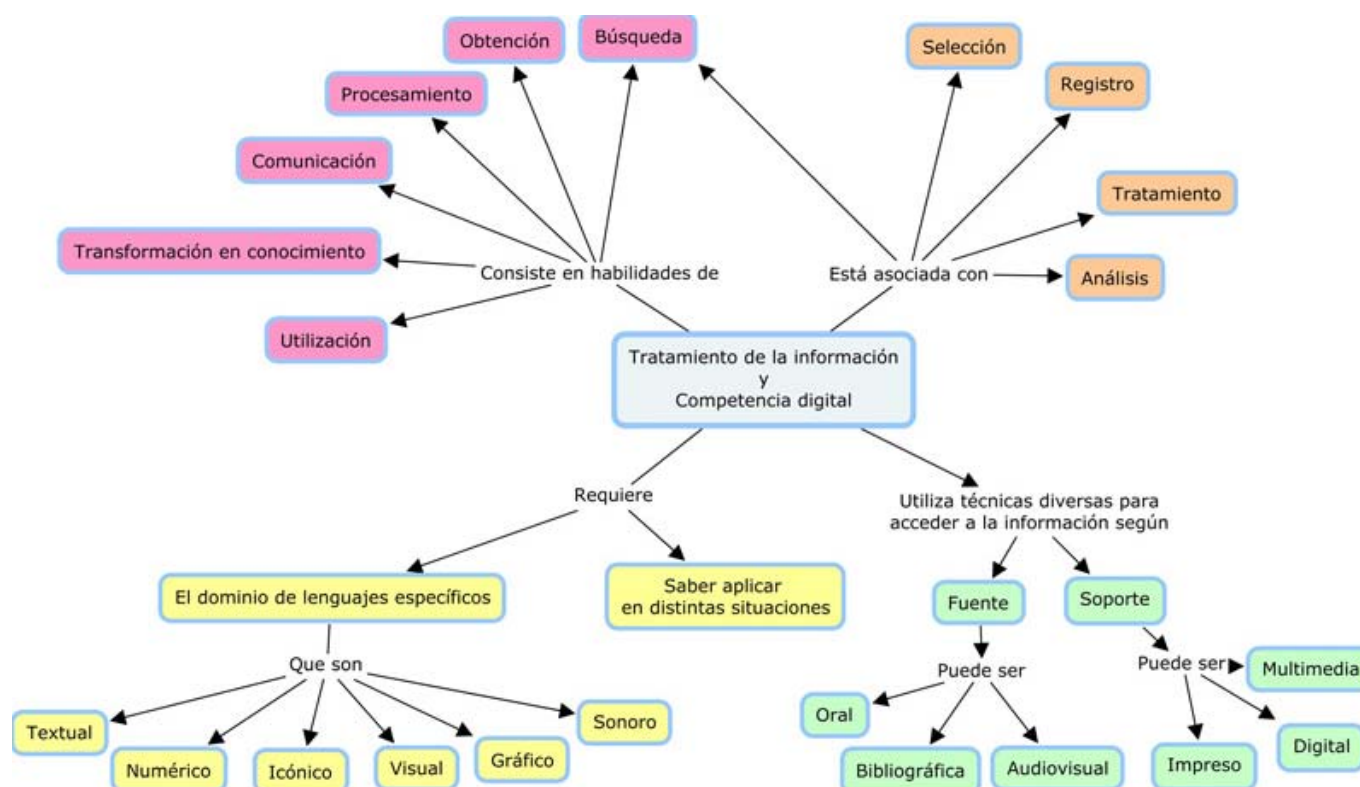 Obtención
Búsqueda
Selección
Procesamiento
Registro
Comunicación
Tratamiento
Transformación en conocimiento
Consiste en habilidades de
Está asociada con
Análisis
Utilización
Tratamiento de la información
y
Competencia digital
Requiere
Utiliza técnicas diversas para
acceder a la información según
El dominio de lenguajes específicos
Saber aplicar
en distintas situaciones
Fuente
Soporte
Que son
Puede ser
Puede ser
Multimedia
Textual
Numérico
Icónico
Visual
Gráfico
Sonoro
Oral
Bibliográfica
Audiovisual
Impreso
Digital